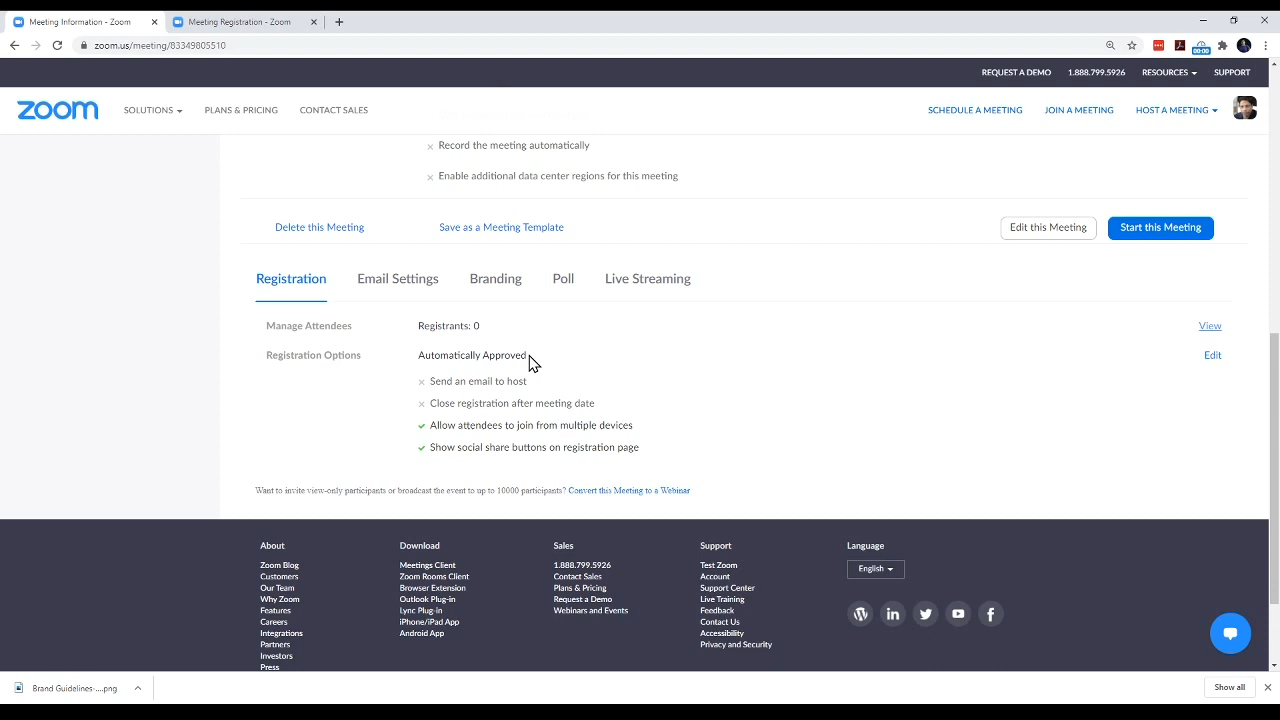 Meeting Information - Zoom
Meeting Registration - Zoom
zoom.us/meeting/83349805510
00:00
REQUEST A DEMO 1.888.799.5926 RESOURCES SUPPORT
zoom SOLUTIONS PLANS & PRICING CONTACT SALES SCHEDULE A MEETING JOIN A MEETING HOST A MEETING
Record the meeting automatically
Enable additional data center regions for this meeting
Delete this Meeting Save as a Meeting Template Edit this Meeting Start this Meeting
Registration Email Settings Branding Poll Live Streaming
Manage Attendees Registrants: 0 View
Registration Options Automatically Approved Edit
Send an email to host
Close registration after meeting date
Allow attendees to join from multiple devices
Show social share buttons on registration page
Want to invite view-only participants or broadcast the event to up to 10000 participants? Convert this Meeting to a Webinar
About
Zoom Blog
Customers
Our Team
Why Zoom
Features
Careers
Integrations
Partners
Investors
Press
Download
Meetings Client
Zoom Rooms Client
Browser Extension
Outlook Plug-in
Lync Plug-in
iPhone/iPad App
Android App
Sales
1.888.799.5926
Contact Sales
Plans & Pricing
Request a Demo
Webinars and Events
Support
Test Zoom
Account
Support Center
Live Training
Feedback
Contact Us
Accessibility
Privacy and Security
Language
English
in
Brand Guidelines-....png
Show all